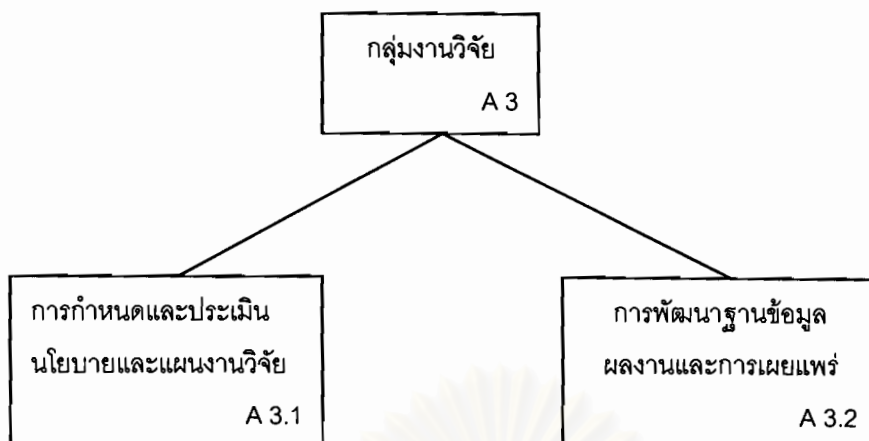 กลุ่มงานวิจัย
A 3
การกำหนดและประเมิน
นโยบายและแผนงานวิจัย
A 3.1
การพัฒนาฐานข้อมูล
ผลงานและการเผยแพร่
A 3.2